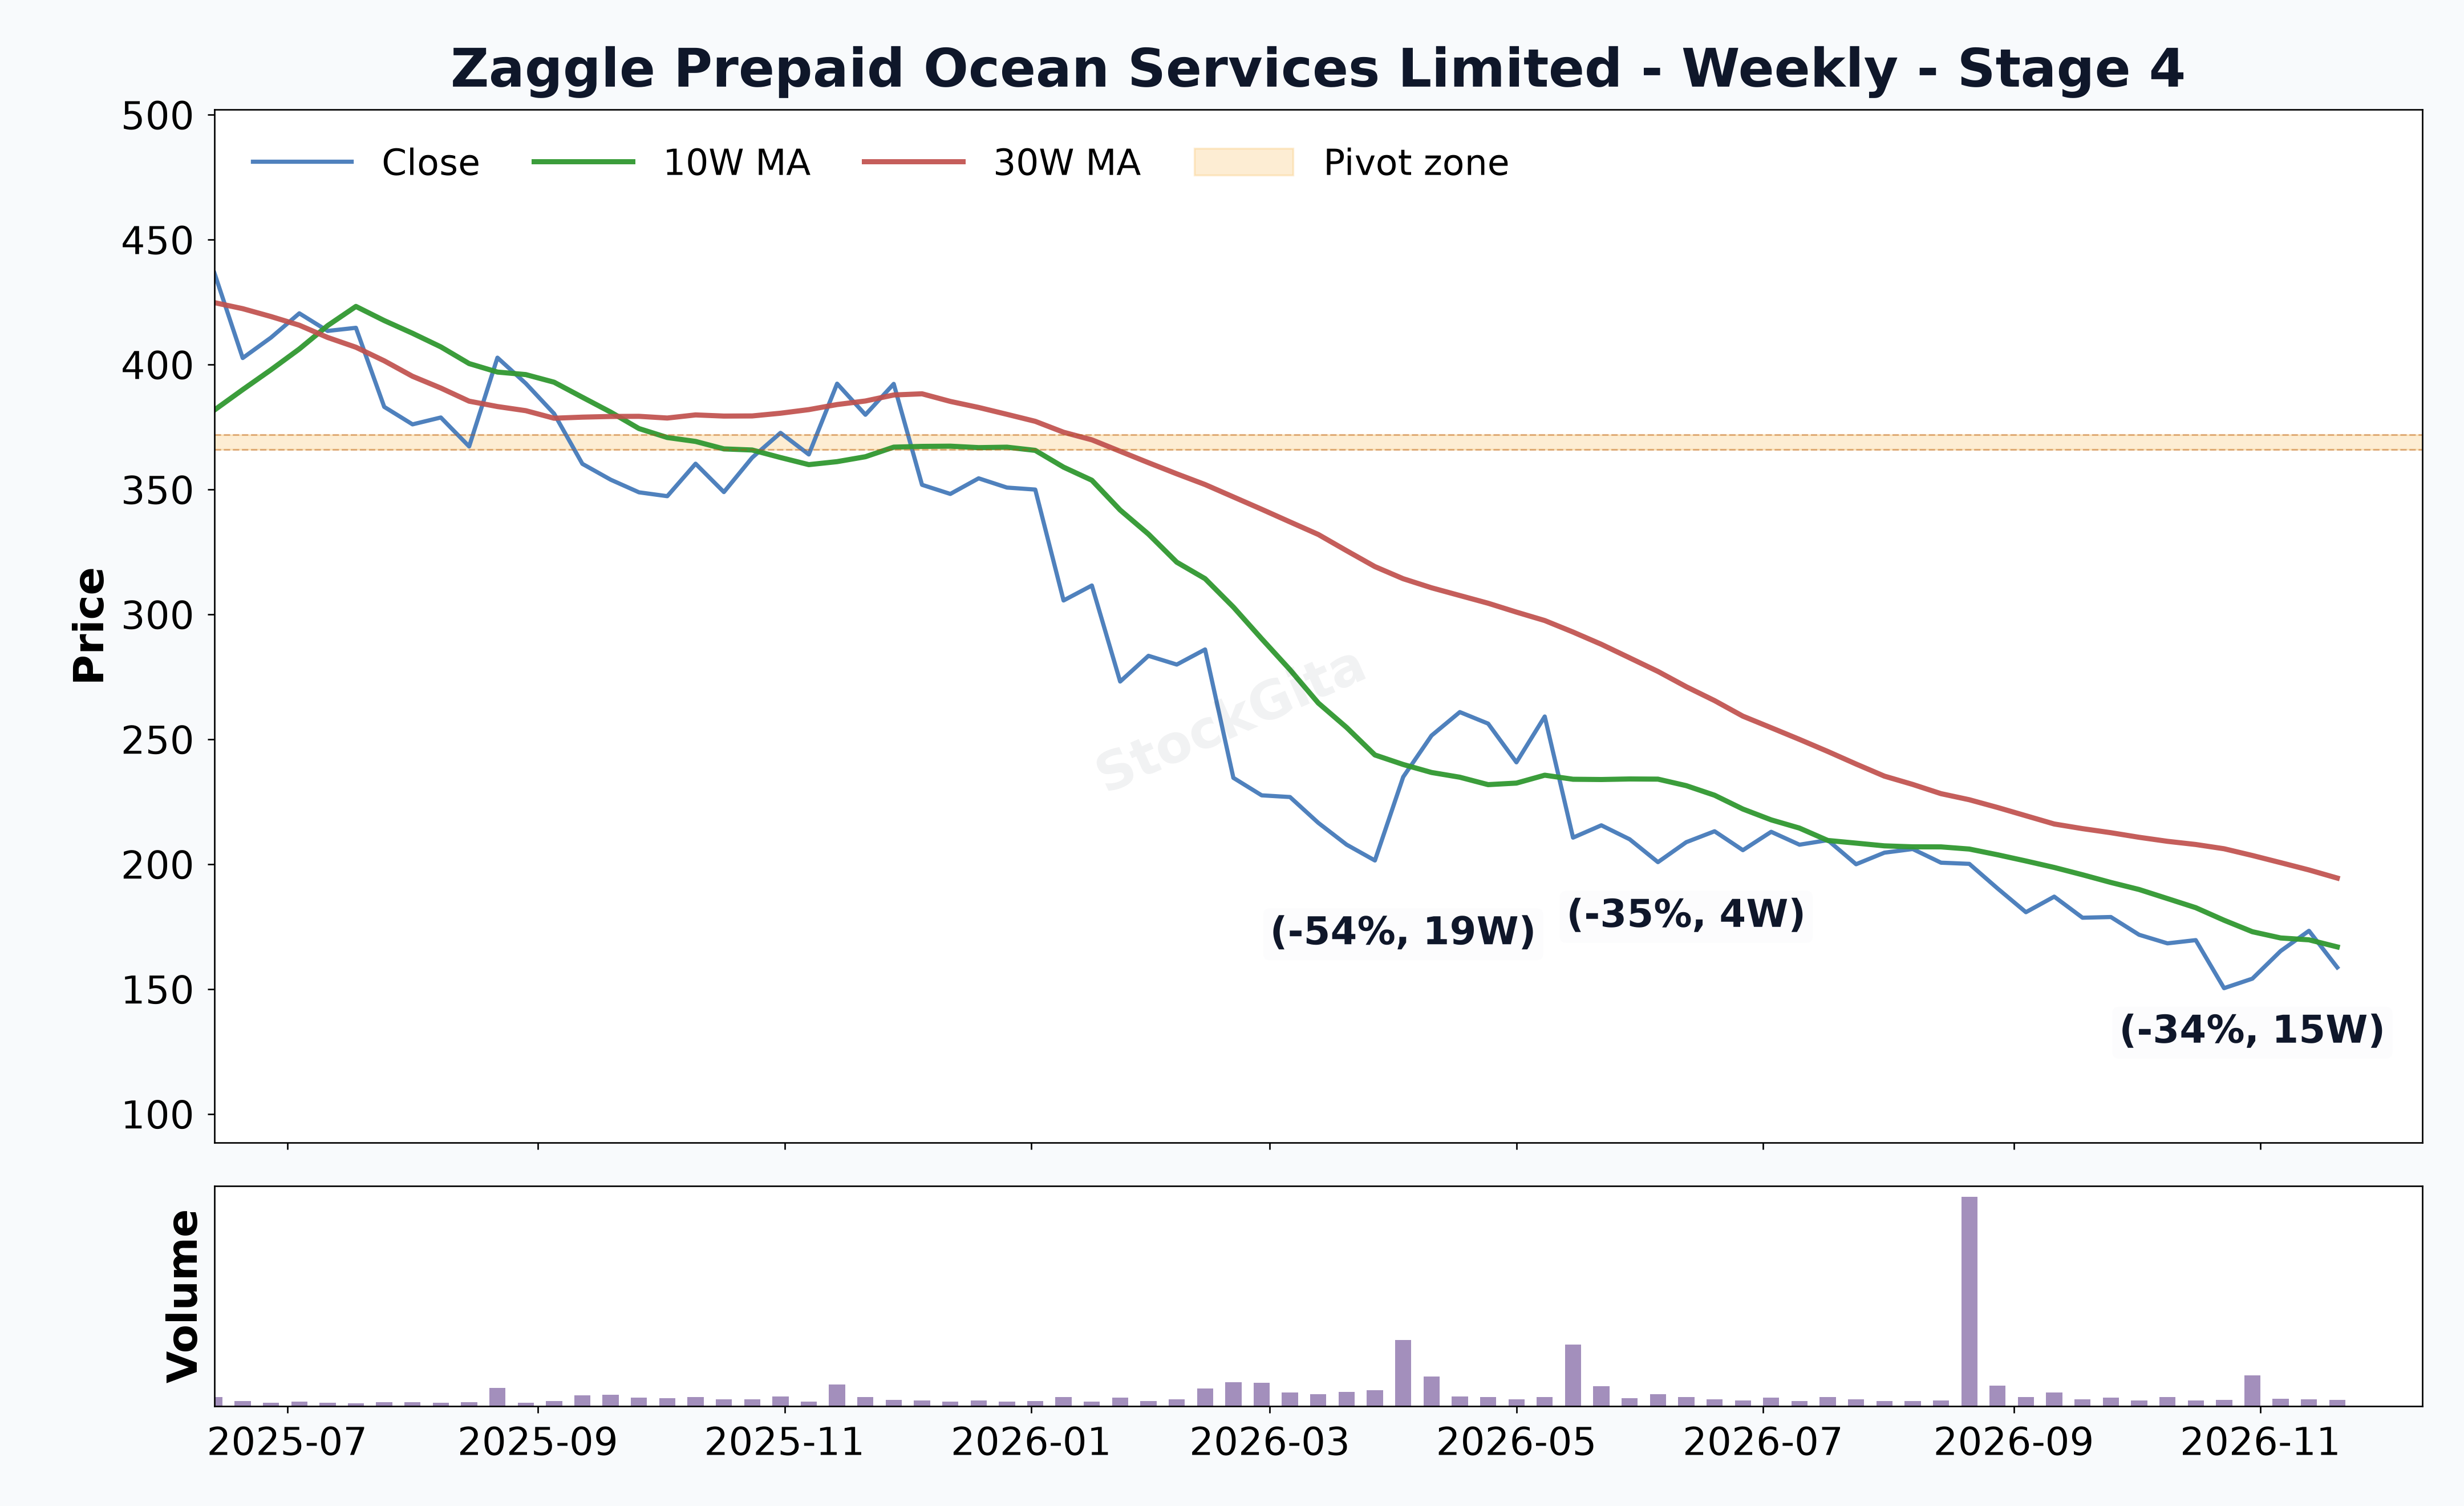 Zaggle Prepaid Ocean Services Limited - Weekly - Stage 4
Close 10W MA 30W MA Pivot zone
500
450
400
350
300
250
200
150
100
Price
StockGita
(-54%, 19W)
(-35%, 4W)
(-34%, 15W)
Volume
2025-07 2025-09 2025-11 2026-01 2026-03 2026-05 2026-07 2026-09 2026-11